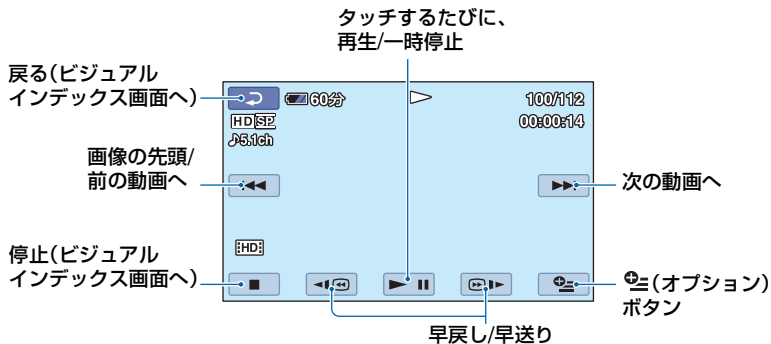 タッチするたびに、
再生/一時停止
戻る(ビジュアル
インデックス画面へ)
60分
100/112
HD SP
00:00:14
♪5.1ch
画像の先頭/
前の動画へ
次の動画へ
HD
停止(ビジュアル
インデックス画面へ)
(オプション)
ボタン
早戻し/早送り